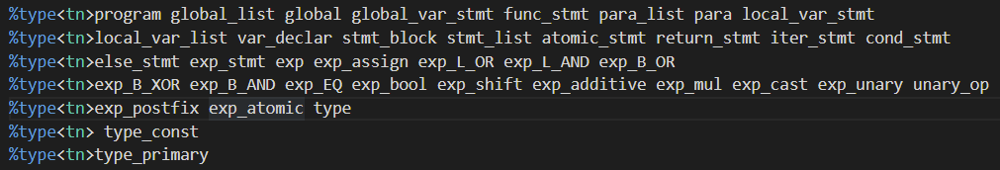 %type<tn>program global_list global global_var_stmt func_stmt para_list para local_var_stmt
%type<tn>local_var_list var_declar stmt_block stmt_list atomic_stmt return_stmt iter_stmt cond_stmt
%type<tn>else_stmt exp_stmt exp exp_assign exp_L_OR exp_L_AND exp_B_OR
%type<tn>exp_B_XOR exp_B_AND exp_EQ exp_bool exp_shift exp_additive exp_mul exp_cast exp_unary unary_op
%type<tn>exp_postfix exp_atomic type
%type<tn> type_const
%type<tn>type_primary